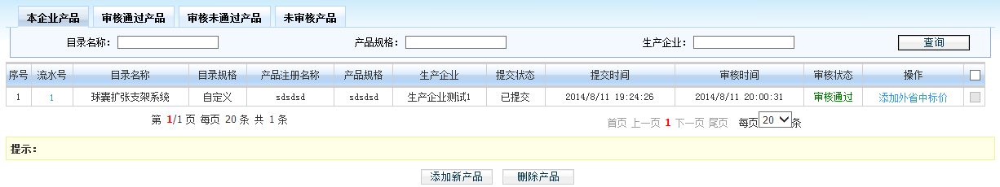 本企业产品 审核通过产品 审核未通过产品 未审核产品
目录名称： 产品规格： 生产企业： 查询
序号 流水号 目录名称 目录规格 产品注册名称 产品规格 生产企业 提交状态 提交时间 审核时间 审核状态 操作
1 1 球囊扩张支架系统 自定义 sdsdsd sdsdsd 生产企业测试1 已提交 2014/8/11 19:24:26 2014/8/11 20:00:31 审核通过 添加外省中标价
第 1/1 页 每页 20 条 共 1 条 首页 上一页 1 下一页 尾页 每页 20 条
提示：
添加新产品 删除产品